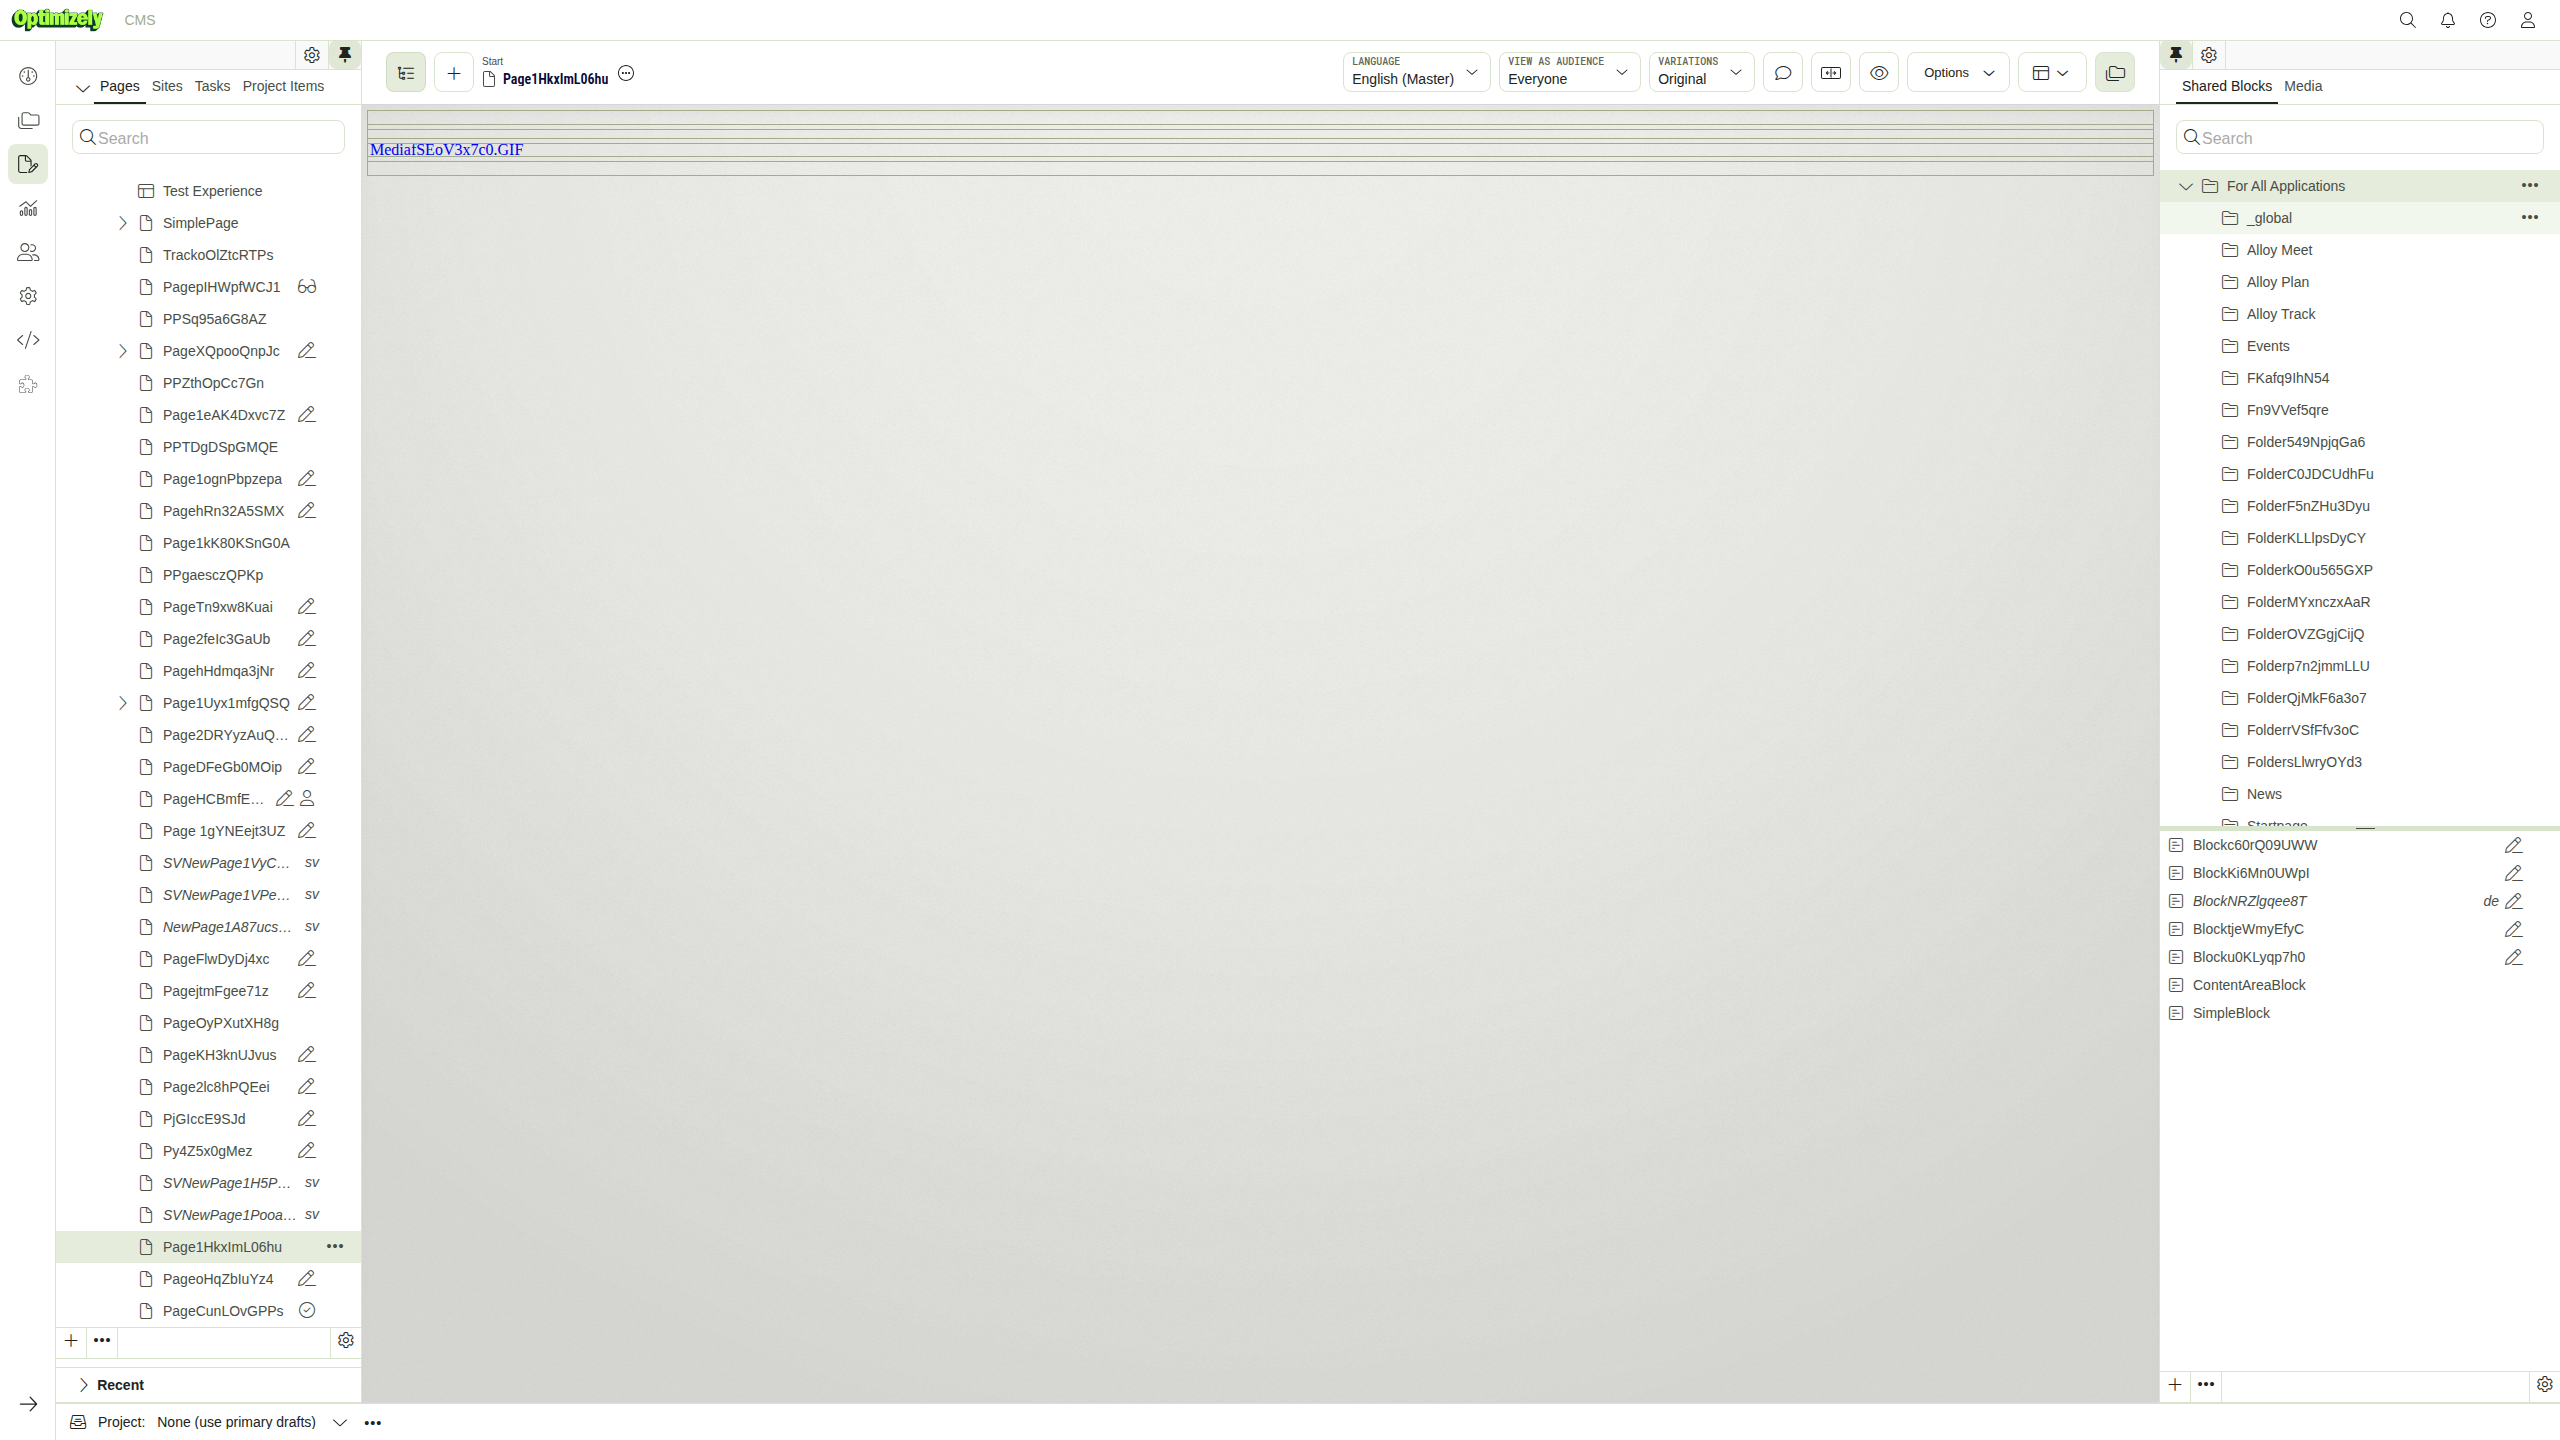 Optimizely CMS
Pages Sites Tasks Project Items
Search
Test Experience
SimplePage
TrackoOlZtcRTPs
PagepIHWpfWCJ1
PPSq95a6G8AZ
PageXQpooQnpJc
PPZthOpCc7Gn
Page1eAK4Dxvc7Z
PPTDgDSpGMQE
Page1ognPbpzepa
PagehRn32A5SMX
Page1kK80KSnG0A
PPgaesczQPKp
PageTn9xw8Kuai
Page2feIc3GaUb
PagehHdmqa3jNr
Page1Uyx1mfgQSQ
Page2DRYyzAuQ...
PageDFeGb0MOip
PageHCBmfE...
Page 1gYNEejt3UZ
SVNewPage1VyC... sv
SVNewPage1VPe... sv
NewPage1A87ucs... sv
PageFlwDyDj4xc
PagejtmFgee71z
PageOyPXutXH8g
PageKH3knUJvus
Page2lc8hPQEei
PjGIccE9SJd
Py4Z5x0gMez
SVNewPage1H5P... sv
SVNewPage1Pooa... sv
Page1HkxImL06hu
PageoHqZbIuYz4
PageCunLOvGPPs
Recent
Project: None (use primary drafts)
Start
Page1HkxImL06hu
LANGUAGE
English (Master)
VIEW AS AUDIENCE
Everyone
VARIATIONS
Original
Options
MediafSEoV3x7c0.GIF
Shared Blocks Media
Search
For All Applications
_global
Alloy Meet
Alloy Plan
Alloy Track
Events
FKafq9IhN54
Fn9VVef5qre
Folder549NpjqGa6
FolderC0JDCUdhFu
FolderF5nZHu3Dyu
FolderKLLlpsDyCY
FolderkO0u565GXP
FolderMYxnczxAaR
FolderOVZGgjCijQ
Folderp7n2jmmLLU
FolderQjMkF6a3o7
FolderrVSfFfv3oC
FoldersLlwryOYd3
News
Startpage
Blockc60rQ09UWW
BlockKi6Mn0UWpI
BlockNRZlgqee8T de
BlocktjeWmyEfyC
Blocku0KLyqp7h0
ContentAreaBlock
SimpleBlock